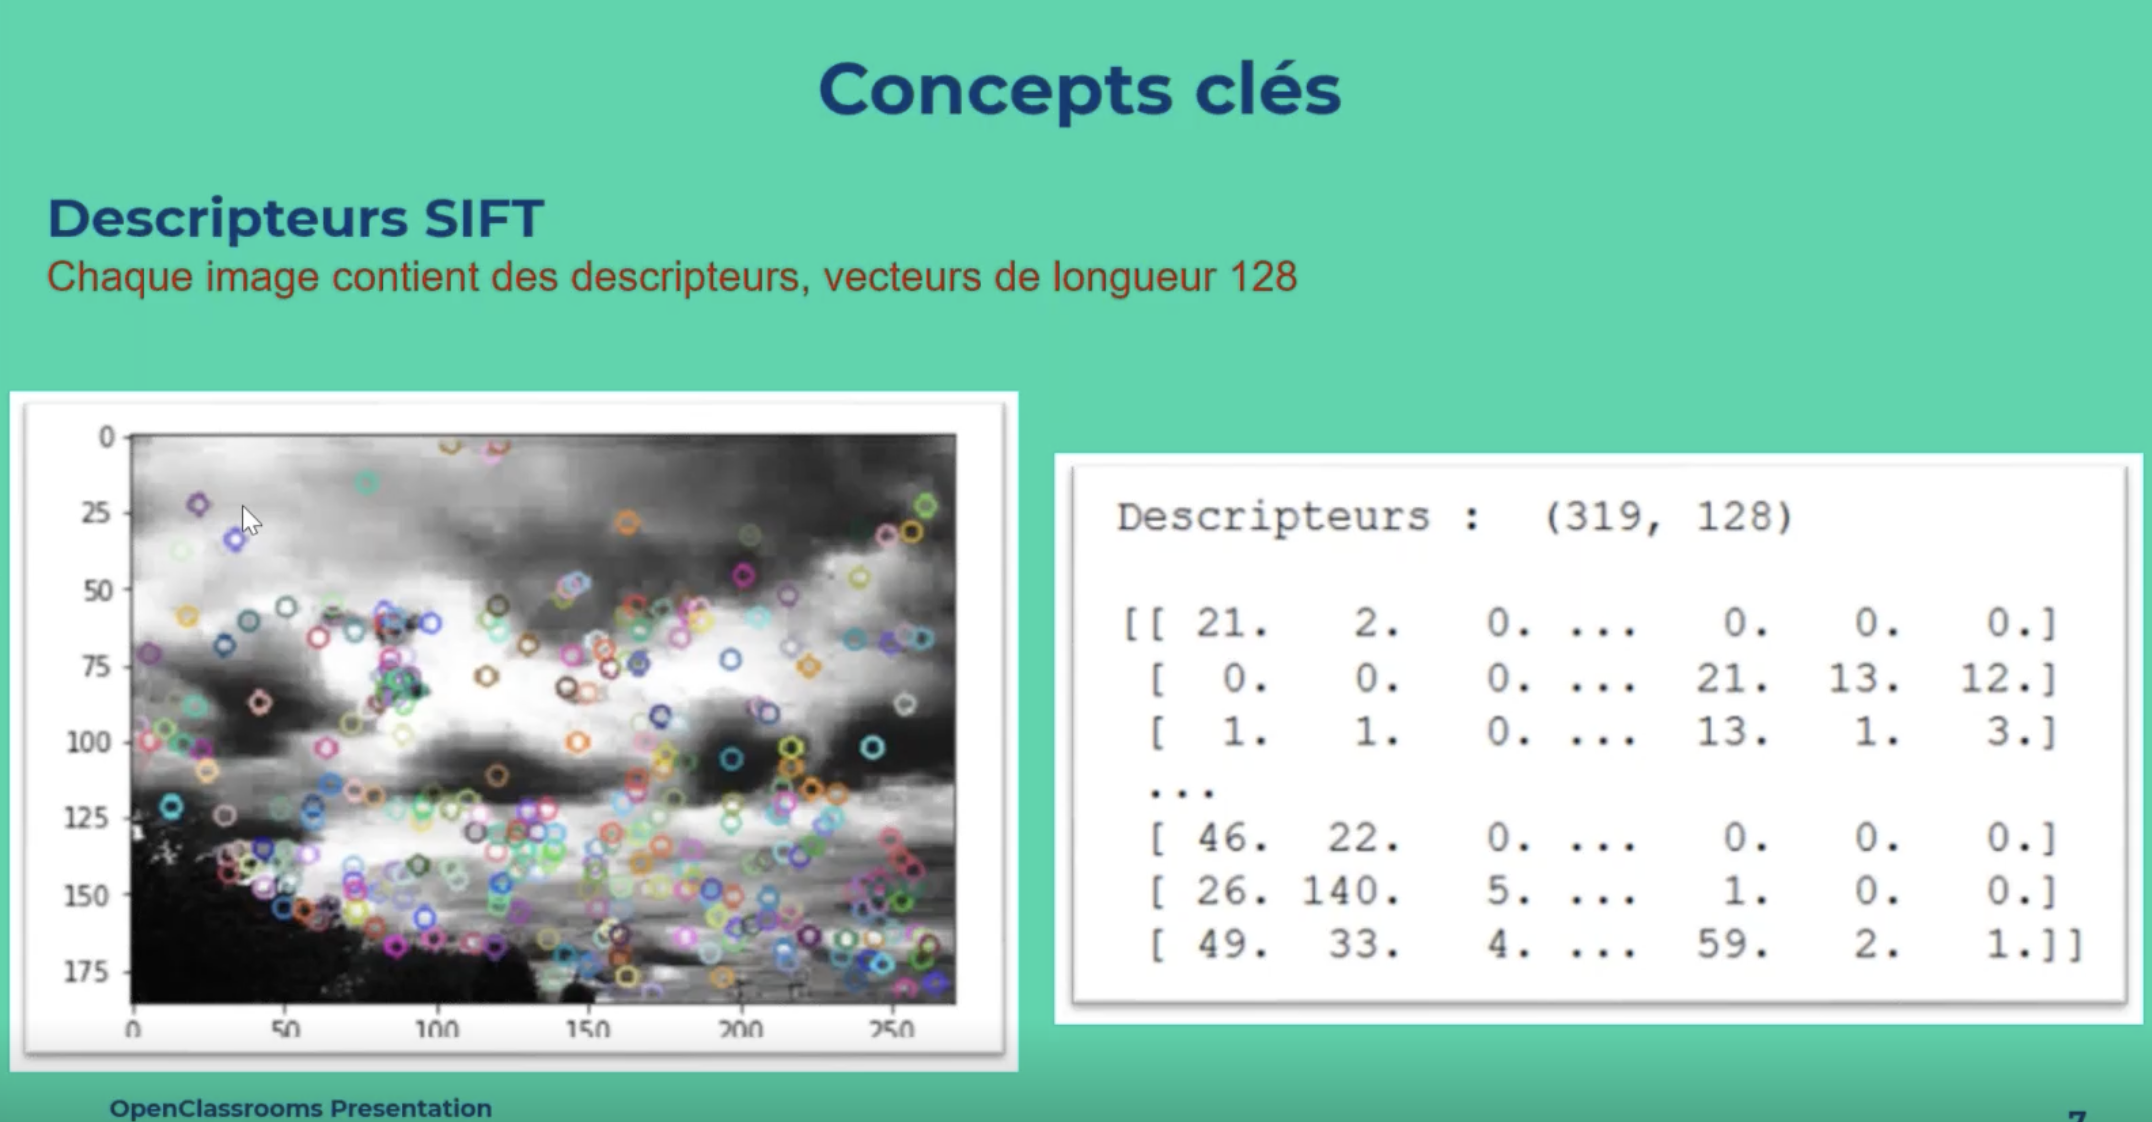 Concepts clés
Descripteurs SIFT
Chaque image contient des descripteurs, vecteurs de longueur 128
0
25
50
75
100
125
150
175
0 50 100 150 200 250
Descripteurs : (319, 128)
[[ 21. 2. 0. ... 0. 0. 0.]
[ 0. 0. 0. ... 21. 13. 12.]
[ 1. 1. 0. ... 13. 1. 3.]
...
[ 46. 22. 0. ... 0. 0. 0.]
[ 26. 140. 5. ... 1. 0. 0.]
[ 49. 33. 4. ... 59. 2. 1.]]
OpenClassrooms Presentation
7